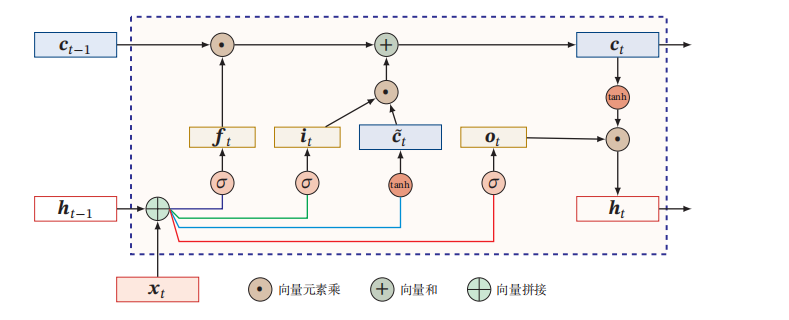 c_{t−1}
⊙
+
c_t
tanh
⊙
f_t
i_t
c̃_t
o_t
⊙
σ
σ
tanh
σ
h_{t−1}
⊕
h_t
x_t
⊙ 向量元素乘
+ 向量和
⊕ 向量拼接